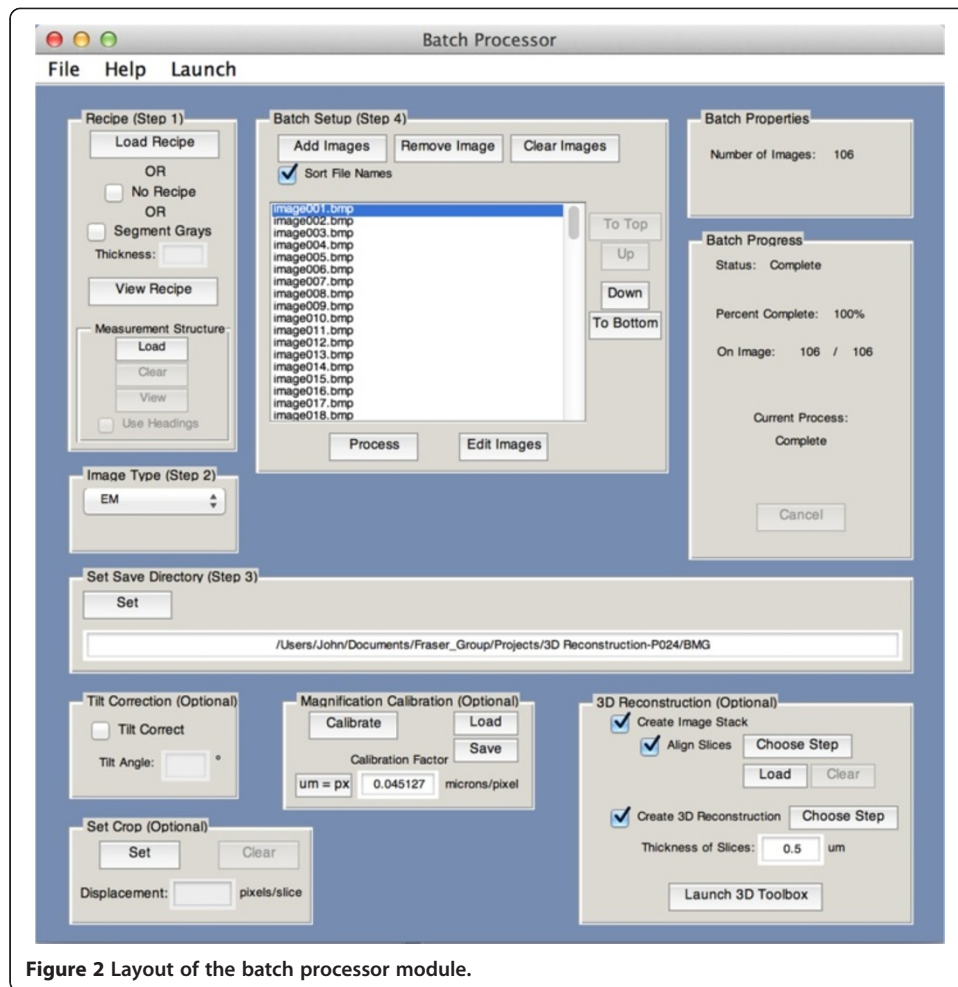 Batch Processor
File Help Launch
Recipe (Step 1)
Load Recipe
OR
No Recipe
OR
Segment Grays
Thickness:
View Recipe
Measurement Structure
Load
Clear
View
Use Headings
Batch Setup (Step 4)
Add Images Remove Image Clear Images
Sort File Names
image001.bmp
image002.bmp
image003.bmp
image004.bmp
image005.bmp
image006.bmp
image007.bmp
image008.bmp
image009.bmp
image010.bmp
image011.bmp
image012.bmp
image013.bmp
image014.bmp
image015.bmp
image016.bmp
image017.bmp
image018.bmp
To Top
Up
Down
To Bottom
Process Edit Images
Batch Properties
Number of Images: 106
Batch Progress
Status: Complete
Percent Complete: 100%
On Image: 106 / 106
Current Process:
Complete
Cancel
Image Type (Step 2)
EM
Set Save Directory (Step 3)
Set
/Users/John/Documents/Fraser_Group/Projects/3D Reconstruction-P024/BMG
Tilt Correction (Optional)
Tilt Correct
Tilt Angle: °
Magnification Calibration (Optional)
Calibrate Load
Save
Calibration Factor
um = px 0.045127 microns/pixel
3D Reconstruction (Optional)
Create Image Stack
Align Slices Choose Step
Load Clear
Create 3D Reconstruction Choose Step
Thickness of Slices: 0.5 um
Launch 3D Toolbox
Set Crop (Optional)
Set Clear
Displacement: pixels/slice
Figure 2 Layout of the batch processor module.